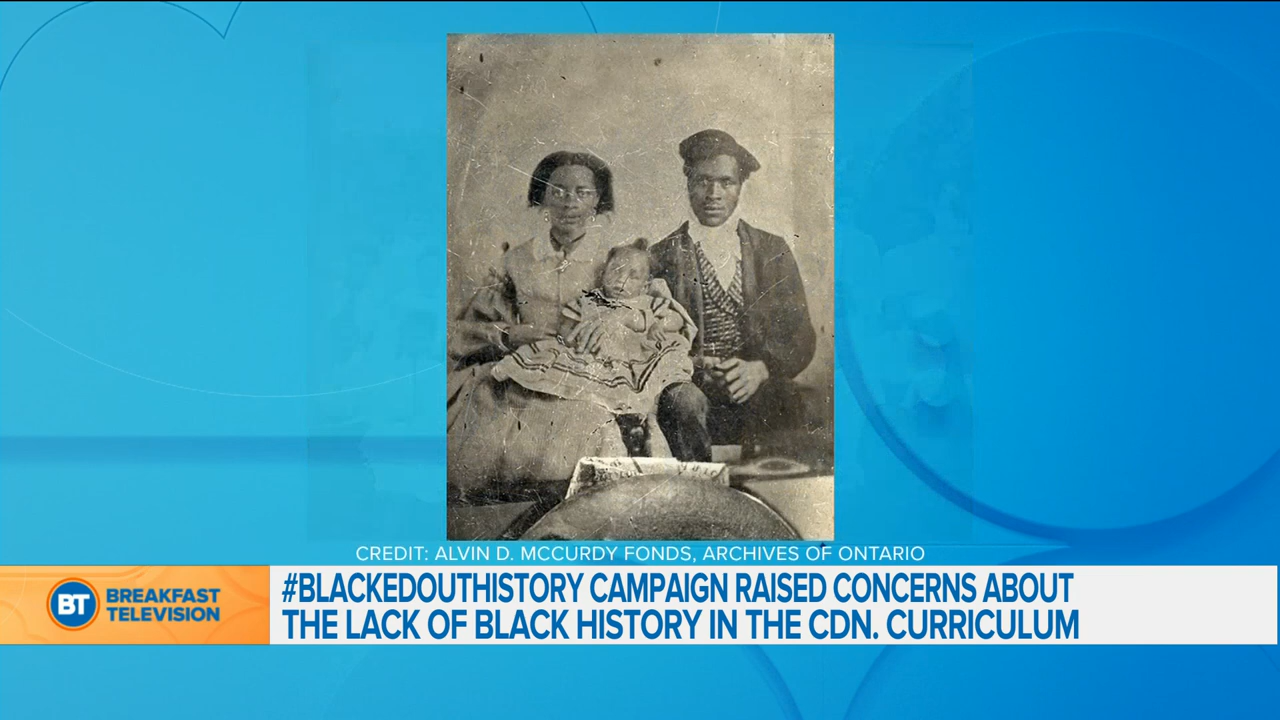 CREDIT: ALVIN D. MCCURDY FONDS, ARCHIVES OF ONTARIO
BT
BREAKFAST
TELEVISION
#BLACKEDOUTHISTORY CAMPAIGN RAISED CONCERNS ABOUT
THE LACK OF BLACK HISTORY IN THE CDN. CURRICULUM